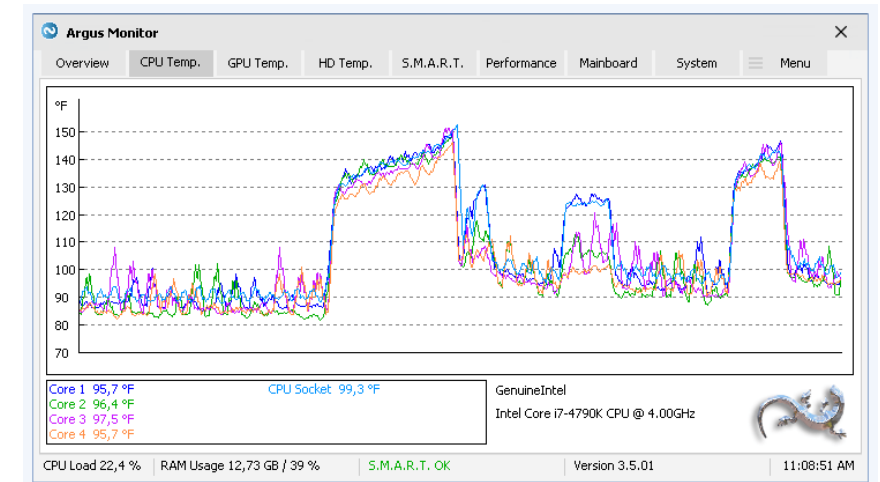 Argus Monitor
Overview CPU Temp. GPU Temp. HD Temp. S.M.A.R.T. Performance Mainboard System Menu
°F
150
140
130
120
110
100
90
80
70
Core 1 95,7 °F CPU Socket 99,3 °F
Core 2 96,4 °F
Core 3 97,5 °F
Core 4 95,7 °F
GenuineIntel
Intel Core i7-4790K CPU @ 4.00GHz
CPU Load 22,4 % RAM Usage 12,73 GB / 39 % S.M.A.R.T. OK Version 3.5.01 11:08:51 AM